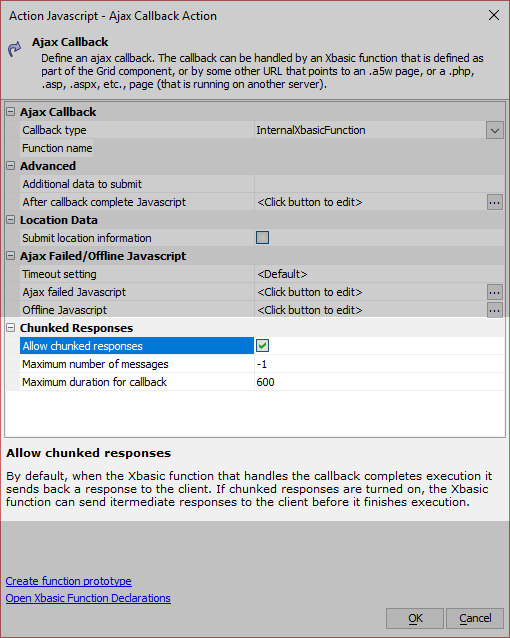 Action Javascript - Ajax Callback Action
Ajax Callback
Define an ajax callback. The callback can be handled by an Xbasic function that is defined as
part of the Grid component, or by some other URL that points to an .a5w page, or a .php,
.asp, .aspx, etc., page (that is running on another server).
Ajax Callback
Callback type InternalXbasicFunction
Function name
Advanced
Additional data to submit
After callback complete Javascript <Click button to edit> ...
Location Data
Submit location information
Ajax Failed/Offline Javascript
Timeout setting <Default>
Ajax failed Javascript <Click button to edit> ...
Offline Javascript <Click button to edit> ...
Chunked Responses
Allow chunked responses
Maximum number of messages -1
Maximum duration for callback 600
Allow chunked responses
By default, when the Xbasic function that handles the callback completes execution it
sends back a response to the client. If chunked responses are turned on, the Xbasic
function can send itermediate responses to the client before it finishes execution.
Create function prototype
Open Xbasic Function Declarations
OK Cancel